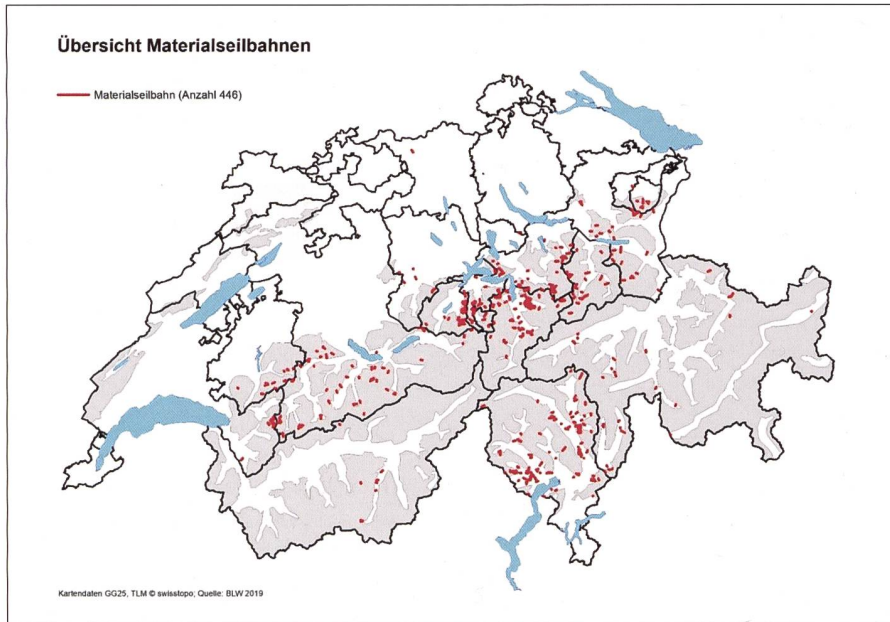 Übersicht Materialseilbahnen
Materialseilbahn (Anzahl 446)
Kartendaten GG25, TLM © swisstopo; Quelle: BLW 2019